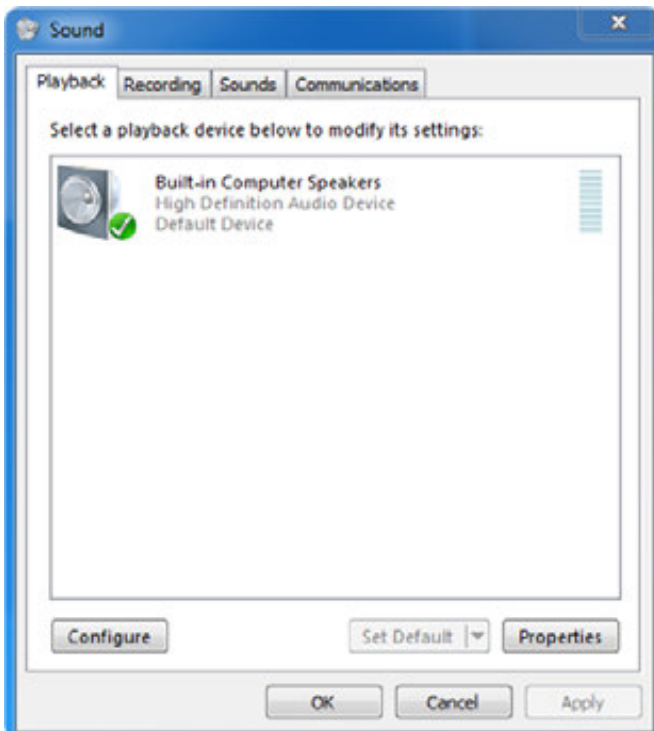 Sound
Playback Recording Sounds Communications
Select a playback device below to modify its settings:
Built-in Computer Speakers
High Definition Audio Device
Default Device
Configure Set Default Properties
OK Cancel Apply